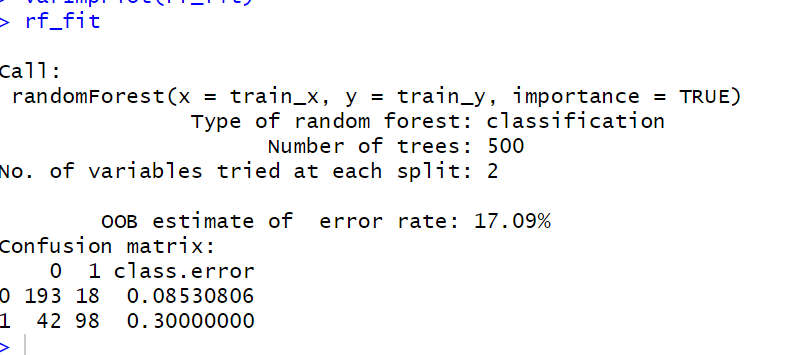 > varImpPlot(rf_fit)
> rf_fit
Call:
randomForest(x = train_x, y = train_y, importance = TRUE)
Type of random forest: classification
Number of trees: 500
No. of variables tried at each split: 2
OOB estimate of  error rate: 17.09%
Confusion matrix:
0  1 class.error
0 193 18  0.08530806
1  42 98  0.30000000
>